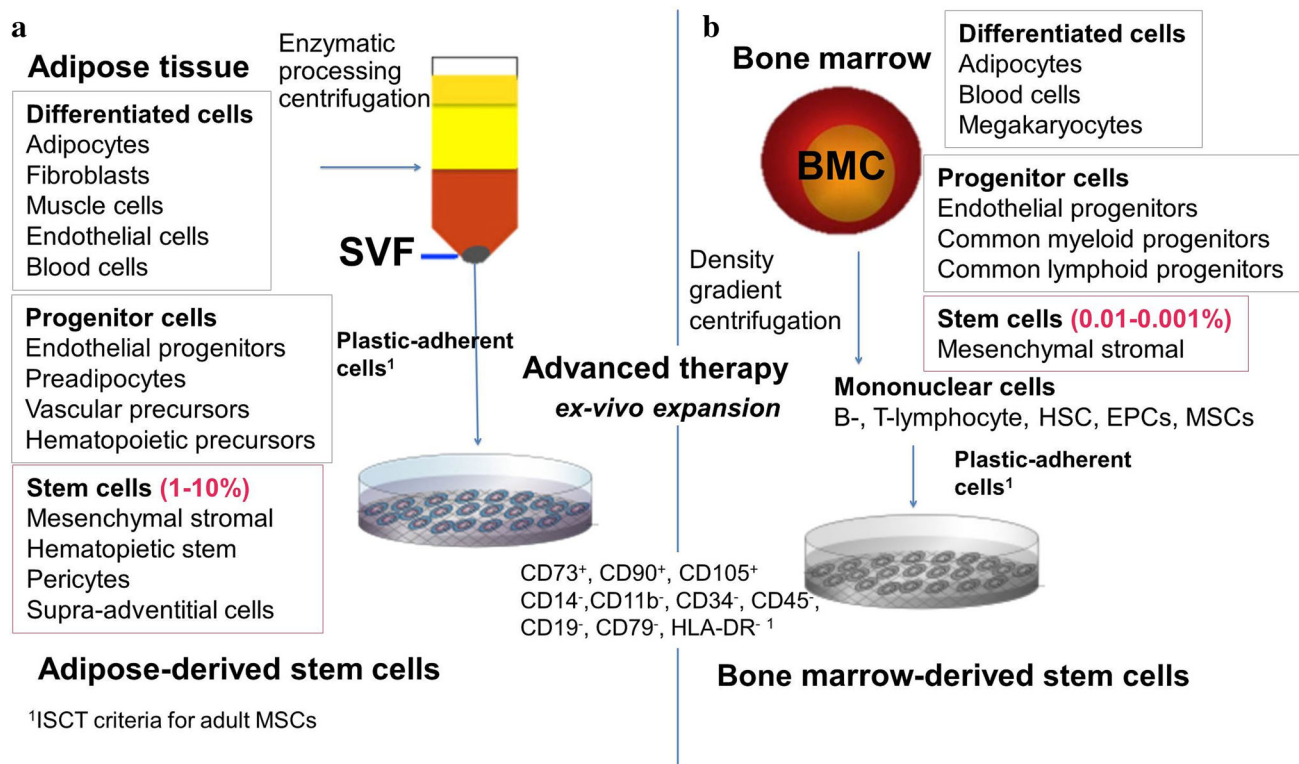 a
Adipose tissue
Differentiated cells
Adipocytes
Fibroblasts
Muscle cells
Endothelial cells
Blood cells
Progenitor cells
Endothelial progenitors
Preadipocytes
Vascular precursors
Hematopoietic precursors
Stem cells (1-10%)
Mesenchymal stromal
Hematopietic stem
Pericytes
Supra-adventitial cells
Adipose-derived stem cells
¹ISCT criteria for adult MSCs
Enzymatic
processing
centrifugation
SVF
Plastic-adherent
cells¹
Advanced therapy
ex-vivo expansion
CD73⁺, CD90⁺, CD105⁺
CD14⁻,CD11b⁻, CD34⁻, CD45⁻,
CD19⁻, CD79⁻, HLA-DR⁻ ¹
b
Bone marrow
BMC
Differentiated cells
Adipocytes
Blood cells
Megakaryocytes
Progenitor cells
Endothelial progenitors
Common myeloid progenitors
Common lymphoid progenitors
Stem cells (0.01-0.001%)
Mesenchymal stromal
Density
gradient
centrifugation
Mononuclear cells
B-, T-lymphocyte, HSC, EPCs, MSCs
Plastic-adherent
cells¹
Bone marrow-derived stem cells